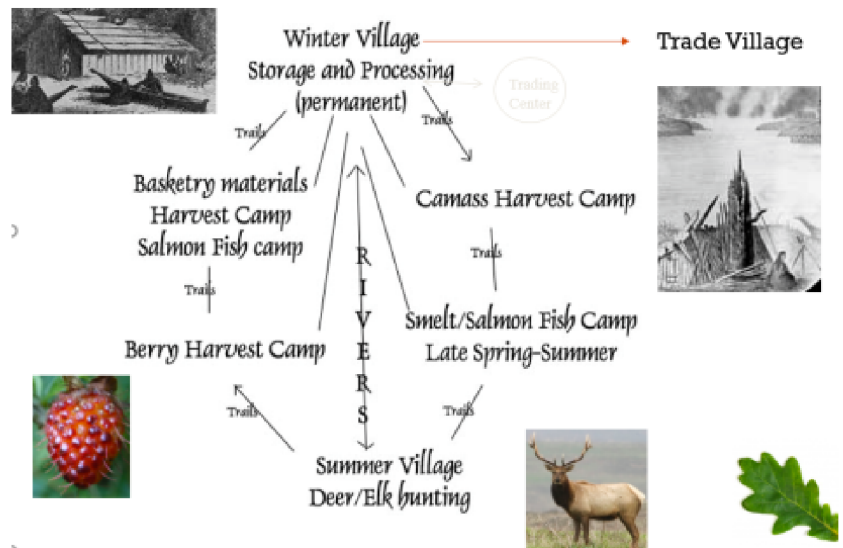 Winter Village
Storage and Processing
(permanent)
Trade Village
Trading
Center
Trails
Trails
Basketry materials
Harvest Camp
Salmon Fish camp
Camass Harvest Camp
Trails
Trails
RIVERS
Smelt/Salmon Fish Camp
Late Spring-Summer
Berry Harvest Camp
Trails
Trails
Summer Village
Deer/Elk hunting